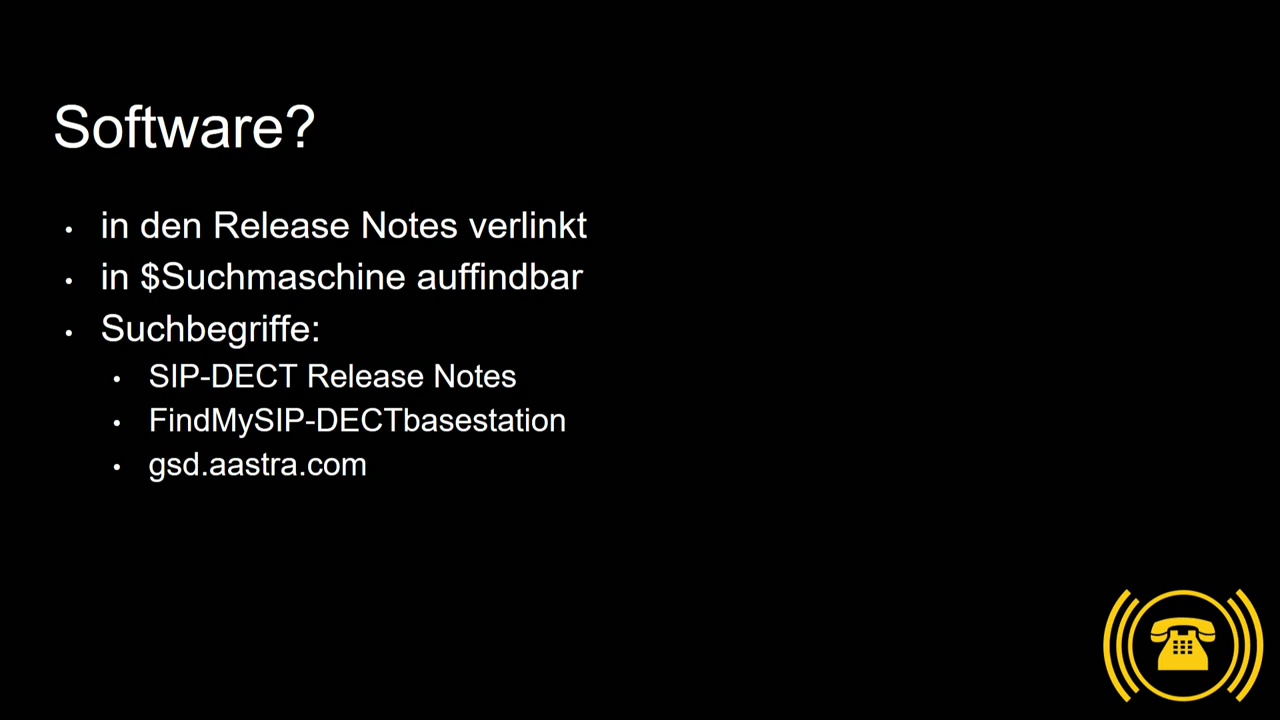 Software?
in den Release Notes verlinkt
in $Suchmaschine auffindbar
Suchbegriffe:
SIP-DECT Release Notes
FindMySIP-DECTbasestation
gsd.aastra.com